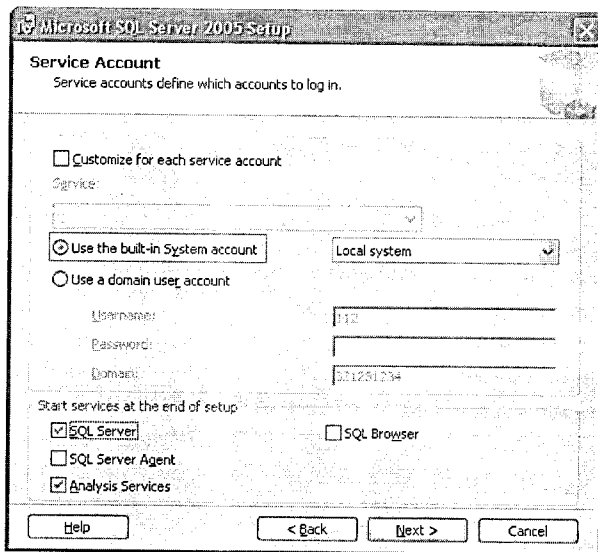 Microsoft SQL Server 2005 Setup
Service Account
Service accounts define which accounts to log in.
Customize for each service account
Service:
Use the built-in System account
Local system
Use a domain user account
Username:
112
Password:
Domain:
321231234
Start services at the end of setup
SQL Server
SQL Browser
SQL Server Agent
Analysis Services
Help
< Back
Next >
Cancel